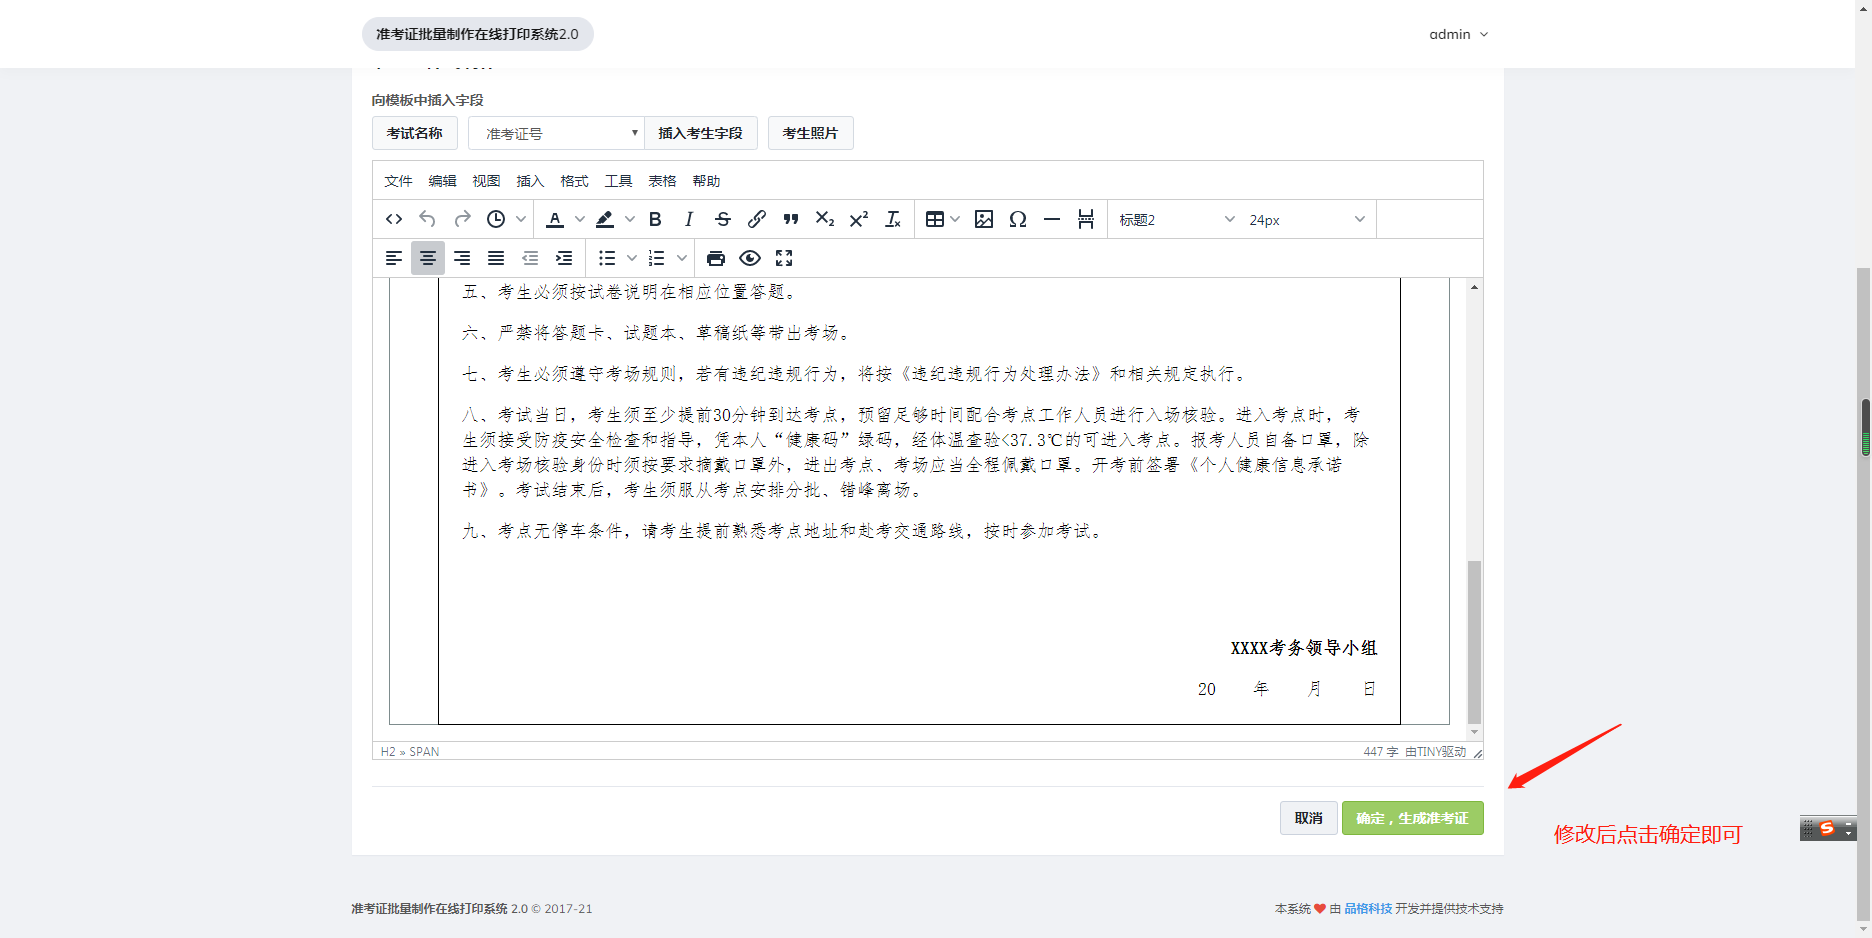 准考证批量制作在线打印系统2.0
admin
向模板中插入字段
考试名称 准考证号 插入考生字段 考生照片
文件 编辑 视图 插入 格式 工具 表格 帮助
标题2 24px
五、考生必须按试卷说明在相应位置答题。
六、严禁将答题卡、试题本、草稿纸等带出考场。
七、考生必须遵守考场规则，若有违纪违规行为，将按《违纪违规行为处理办法》和相关规定执行。
八、考试当日，考生须至少提前30分钟到达考点，预留足够时间配合考点工作人员进行入场核验。进入考点时，考
生须接受防疫安全检查和指导，凭本人“健康码”绿码，经体温查验<37.3℃的可进入考点。报考人员自备口罩，除
进入考场核验身份时须按要求摘戴口罩外，进出考点、考场应当全程佩戴口罩。开考前签署《个人健康信息承诺
书》。考试结束后，考生须服从考点安排分批、错峰离场。
九、考点无停车条件，请考生提前熟悉考点地址和赴考交通路线，按时参加考试。
XXXX考务领导小组
20 年 月 日
H2 » SPAN 447 字 由TINY驱动
取消 确定，生成准考证
修改后点击确定即可
准考证批量制作在线打印系统 2.0 © 2017-21 本系统 ❤ 由 品格科技 开发并提供技术支持